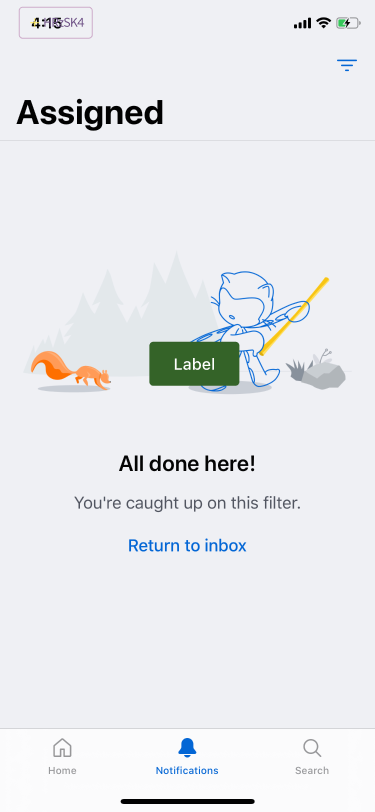 4:15
Assigned
Label
All done here!
You're caught up on this filter.
Return to inbox
Home
Notifications
Search